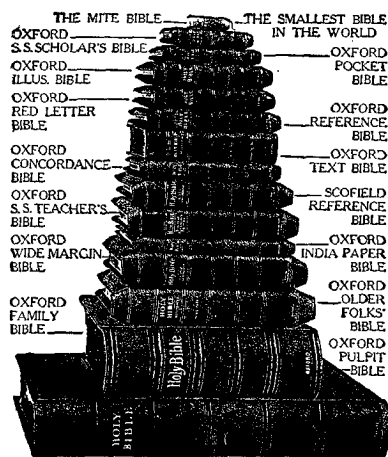 THE MITE BIBLE
THE SMALLEST BIBLE
IN THE WORLD
OXFORD
S.S. SCHOLAR'S BIBLE
OXFORD
POCKET
BIBLE
OXFORD
ILLUS. BIBLE
OXFORD
RED LETTER
BIBLE
OXFORD
REFERENCE
BIBLE
OXFORD
CONCORDANCE
BIBLE
OXFORD
TEXT BIBLE
OXFORD
S.S. TEACHER'S
BIBLE
SCOFIELD
REFERENCE
BIBLE
OXFORD
WIDE MARGIN
BIBLE
OXFORD
INDIA PAPER
BIBLE
OXFORD
FAMILY
BIBLE
OXFORD
OLDER
FOLKS'
BIBLE
OXFORD
PULPIT
BIBLE
HOLY
BIBLE
Holy Bible
HOLY
BIBLE